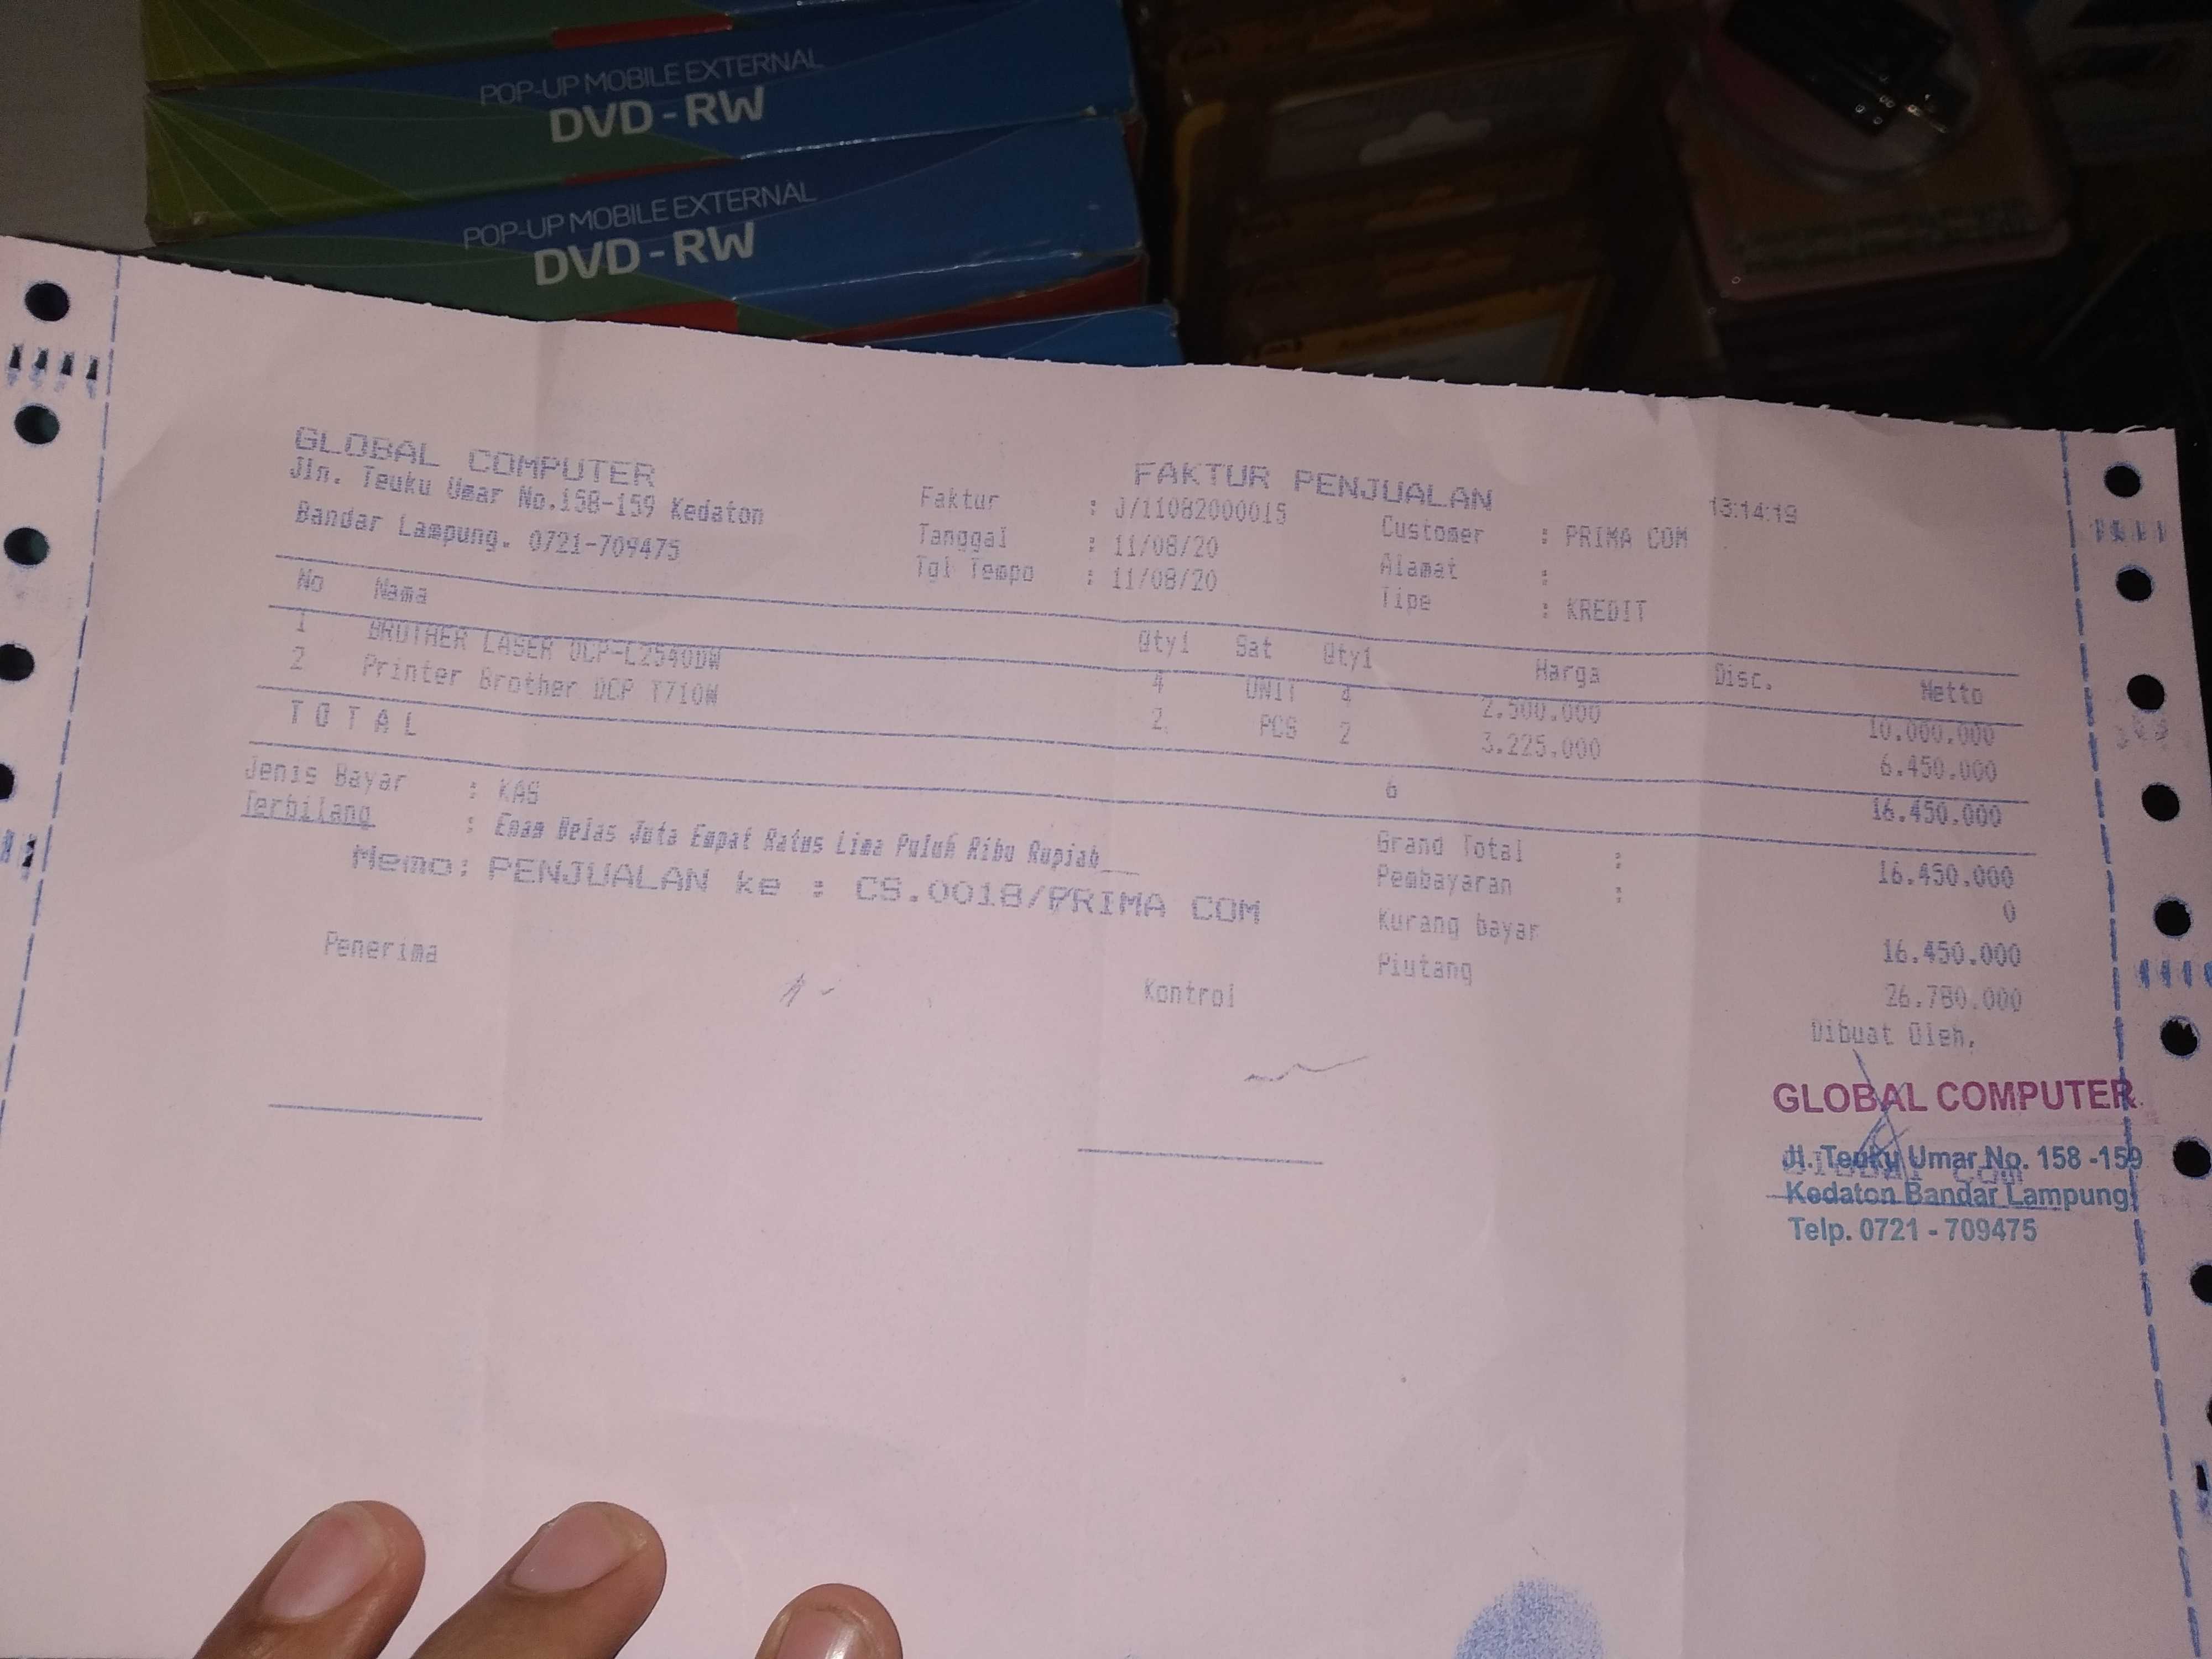 POP-UP MOBILE EXTERNAL
DVD-RW
POP-UP MOBILE EXTERNAL
DVD-RW
GLOBAL COMPUTER
Jln. Teuku Umar No.158-159 Kedaton
Bandar Lampung. 0721-709475
FAKTUR PENJUALAN
13:14:19
Faktur : J/11082000015
Tanggal : 11/08/20
Tgl Tempo : 11/08/20
Customer : PRIMA COM
Alamat :
Tipe : KREDIT
No Nama Qty1 Sat Qty1 Harga Disc. Netto
1 BROTHER LASER DCP-L2540DW 4 UNIT 4 2.500.000 10.000.000
2 Printer Brother DCP T710W 2 PCS 2 3.225.000 6.450.000
T O T A L 6 16.450.000
Jenis Bayar : KAS
Terbilang : Enam Belas Juta Empat Ratus Lima Puluh Ribu Rupiah
Memo: PENJUALAN ke : CS.0018/PRIMA COM
Grand Total : 16.450.000
Pembayaran : 0
Kurang bayar 16.450.000
Piutang 26.780.000
Penerima
Kontrol
Dibuat Oleh,
GLOBAL COMPUTER
Jl. Teuku Umar No. 158 -159
GLOBAL COM
Kedaton Bandar Lampung
Telp. 0721 - 709475